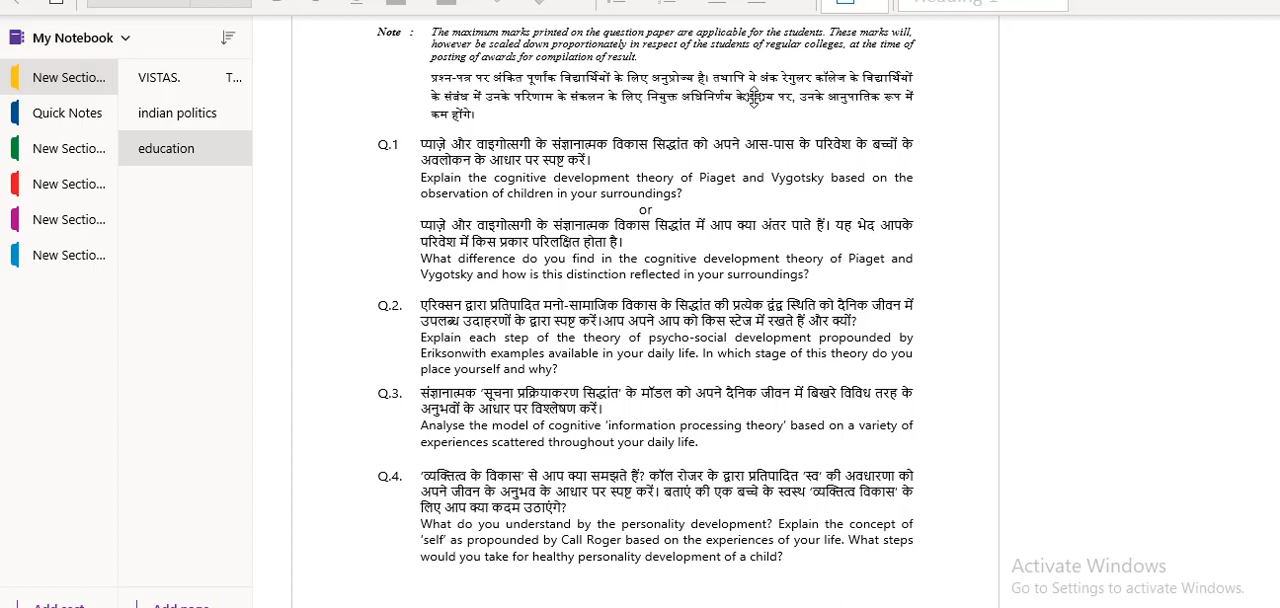 My Notebook
New Sectio...
VISTAS. T...
Quick Notes
indian politics
New Sectio...
education
New Sectio...
New Sectio...
New Sectio...
Note : The maximum marks printed on the question paper are applicable for the students. These marks will,
however be scaled down proportionately in respect of the students of regular colleges, at the time of
posting of awards for compilation of result.
प्रश्न-पत्र पर अंकित पूर्णांक विद्यार्थियों के लिए अनुप्रोज्य है। तथापि ये अंक रेगुलर कॉलेज के विद्यार्थियों
के संबंध में उनके परिणाम के संकलन के लिए नियुक्त अधिनिर्णय के पर, उनके आनुपातिक रूप में
कम होंगे।
Q.1 प्याज़े और वाइगोत्सगी के संज्ञानात्मक विकास सिद्धांत को अपने आस-पास के परिवेश के बच्चों के
अवलोकन के आधार पर स्पष्ट करें।
Explain the cognitive development theory of Piaget and Vygotsky based on the
observation of children in your surroundings?
or
प्याज़े और वाइगोत्सगी के संज्ञानात्मक विकास सिद्धांत में आप क्या अंतर पाते हैं। यह भेद आपके
परिवेश में किस प्रकार परिलक्षित होता है।
What difference do you find in the cognitive development theory of Piaget and
Vygotsky and how is this distinction reflected in your surroundings?
Q.2. एरिक्सन द्वारा प्रतिपादित मनो-सामाजिक विकास के सिद्धांत की प्रत्येक द्वंद्व स्थिति को दैनिक जीवन में
उपलब्ध उदाहरणों के द्वारा स्पष्ट करें।आप अपने आप को किस स्टेज में रखते हैं और क्यों?
Explain each step of the theory of psycho-social development propounded by
Eriksonwith examples available in your daily life. In which stage of this theory do you
place yourself and why?
Q.3. संज्ञानात्मक 'सूचना प्रक्रियाकरण सिद्धांत' के मॉडल को अपने दैनिक जीवन में बिखरे विविध तरह के
अनुभवों के आधार पर विश्लेषण करें।
Analyse the model of cognitive 'information processing theory' based on a variety of
experiences scattered throughout your daily life.
Q.4. 'व्यक्तित्व के विकास' से आप क्या समझते हैं? कॉल रोजर के द्वारा प्रतिपादित 'स्व' की अवधारणा को
अपने जीवन के अनुभव के आधार पर स्पष्ट करें। बताएं की एक बच्चे के स्वस्थ 'व्यक्तित्व विकास' के
लिए आप क्या कदम उठाएंगे?
What do you understand by the personality development? Explain the concept of
'self' as propounded by Call Roger based on the experiences of your life. What steps
would you take for healthy personality development of a child?
Activate Windows
Go to Settings to activate Windows.